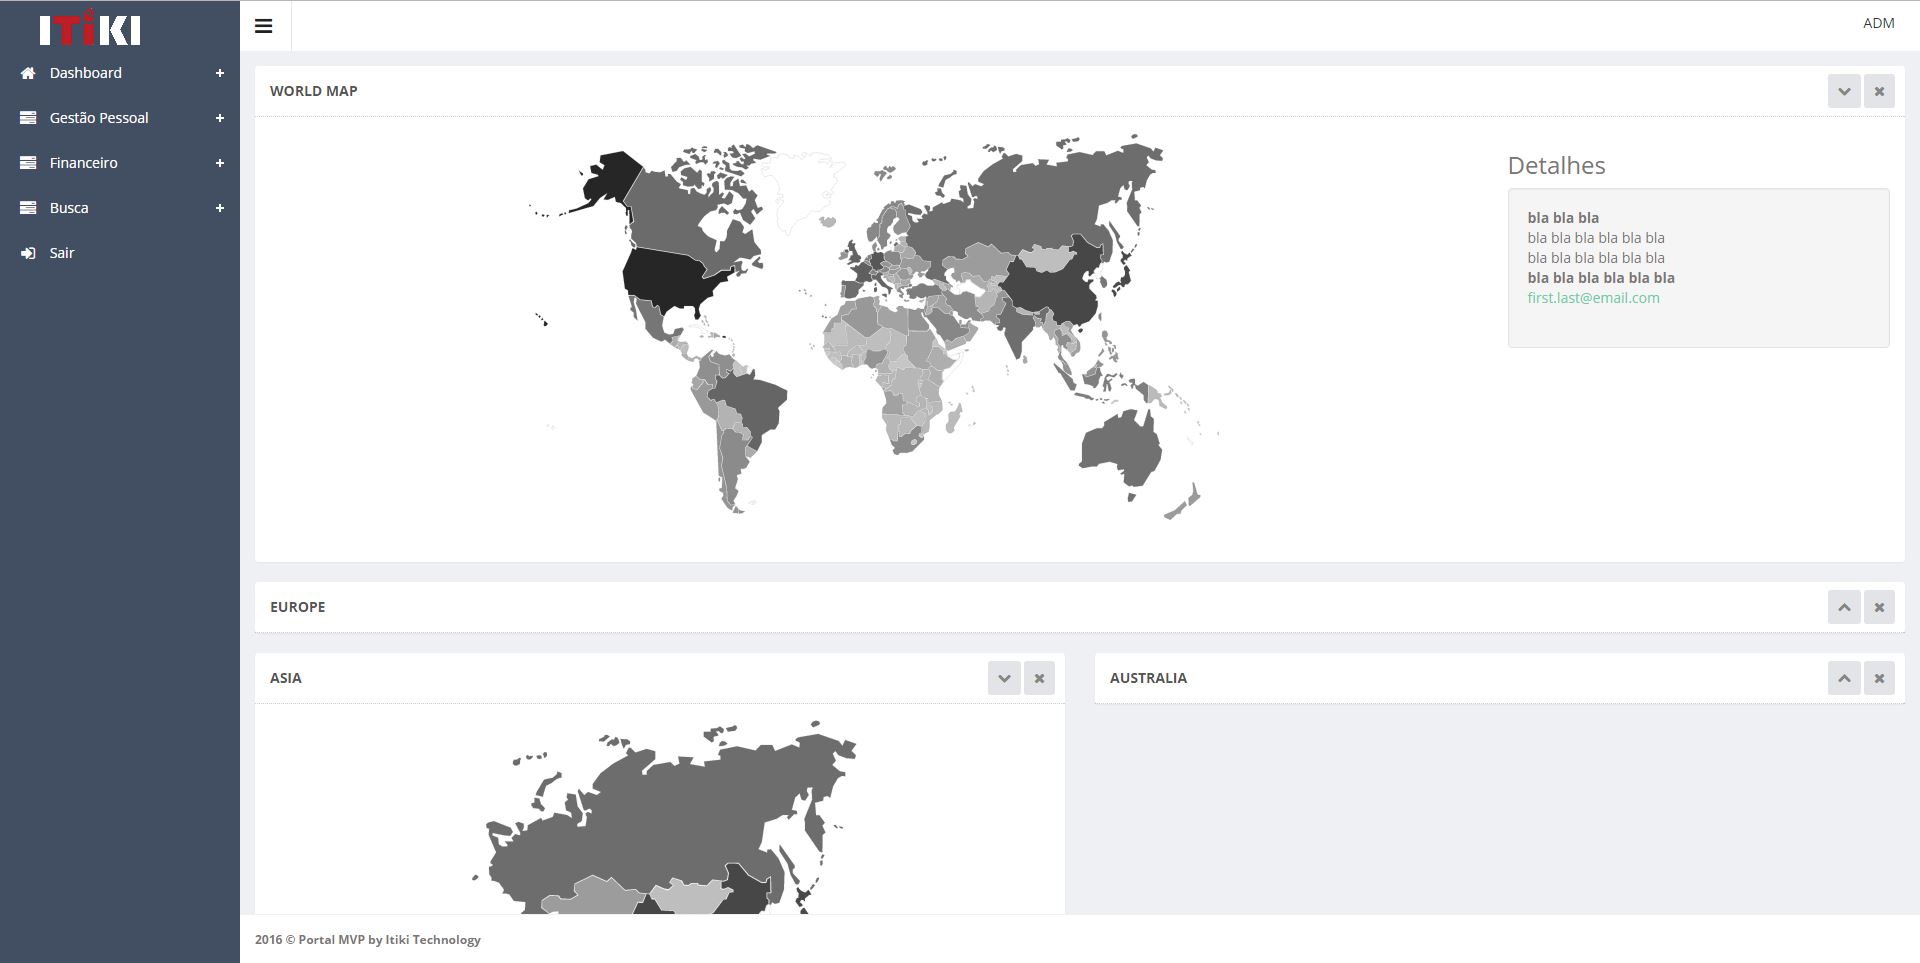 ITiKI
Dashboard
Gestão Pessoal
Financeiro
Busca
Sair
ADM
WORLD MAP
Detalhes
bla bla bla
bla bla bla bla bla bla
bla bla bla bla bla bla
bla bla bla bla bla bla
first.last@email.com
EUROPE
ASIA
AUSTRALIA
2016 © Portal MVP by Itiki Technology